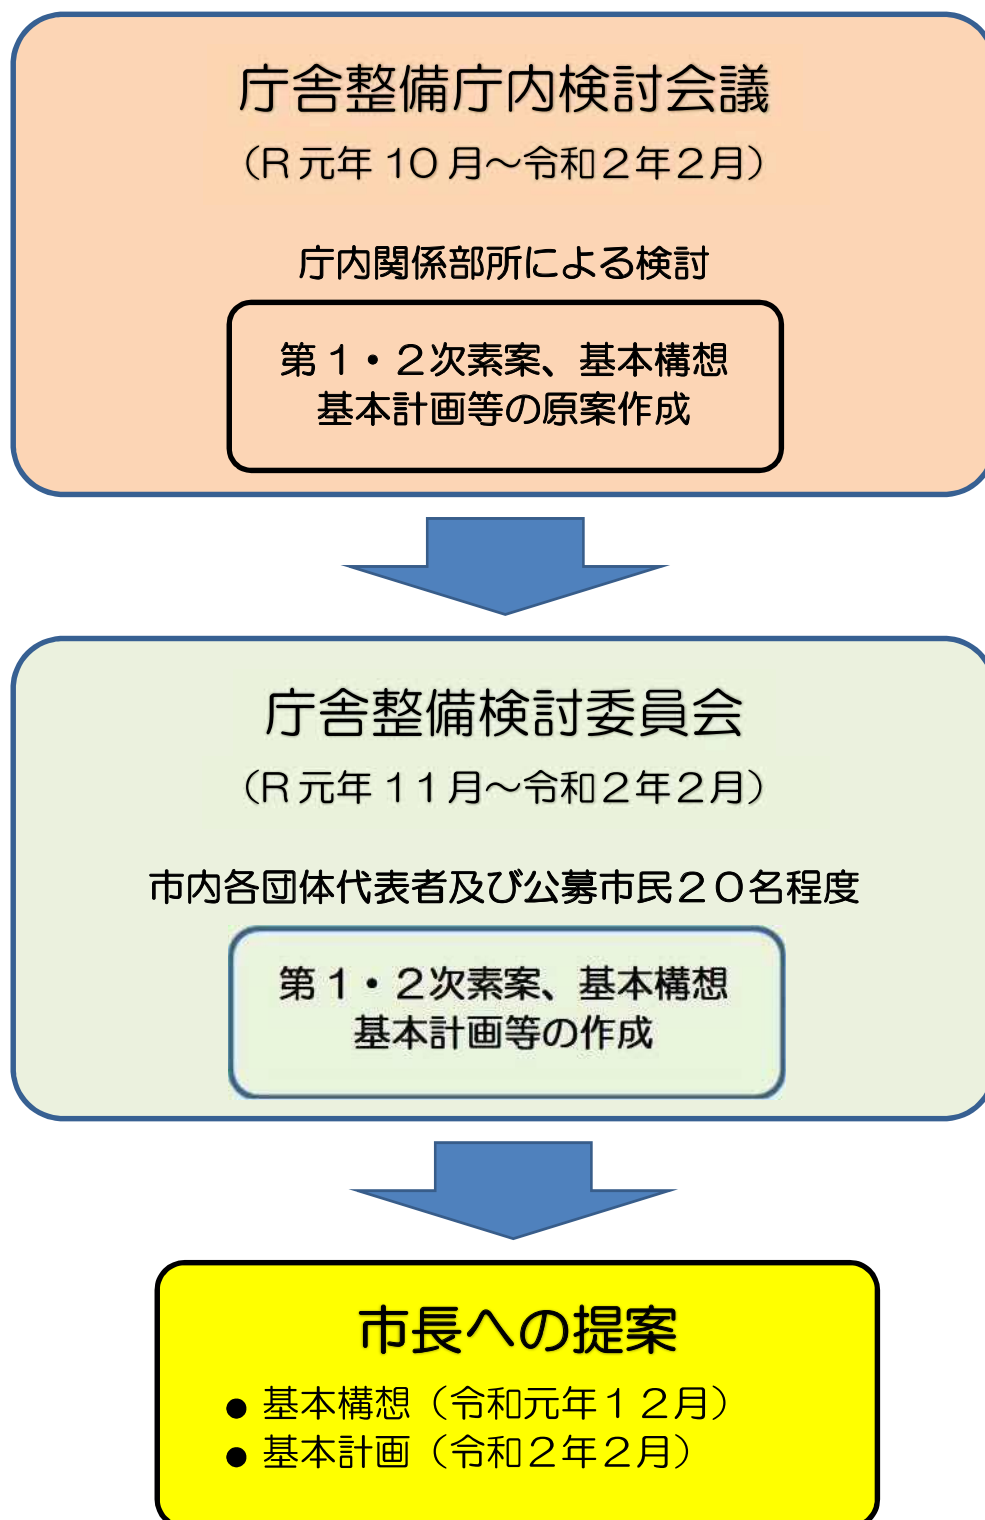 庁舎整備庁内検討会議
（R 元年 10 月～令和２年２月）
庁内関係部所による検討
第１・２次素案、基本構想
基本計画等の原案作成
庁舎整備検討委員会
（R 元年 11 月～令和２年２月）
市内各団体代表者及び公募市民２０名程度
第１・２次素案、基本構想
基本計画等の作成
市長への提案
● 基本構想（令和元年１２月）
● 基本計画（令和２年２月）